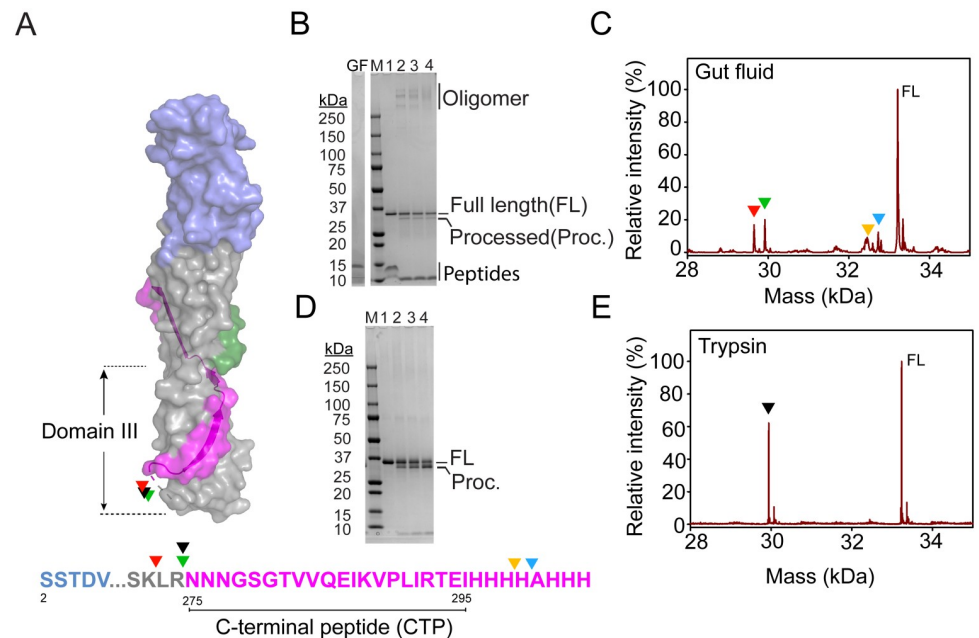 A
Domain III
SSTDV...SKLRNNNGSGTVVQEIKVPLIRTEIHHHHHAHHH
2
275
295
C-terminal peptide (CTP)
B
GF M 1 2 3 4
kDa
250
150
100
75
50
37
25
20
15
10
Oligomer
Full length(FL)
Processed(Proc.)
Peptides
C
Gut fluid
FL
Relative intensity (%)
100
80
60
40
20
0
28 30 32 34
Mass (kDa)
D
M 1 2 3 4
kDa
250
150
100
75
50
37
25
20
15
10
FL
Proc.
E
Trypsin
FL
Relative intensity (%)
100
80
60
40
20
0
28 30 32 34
Mass (kDa)